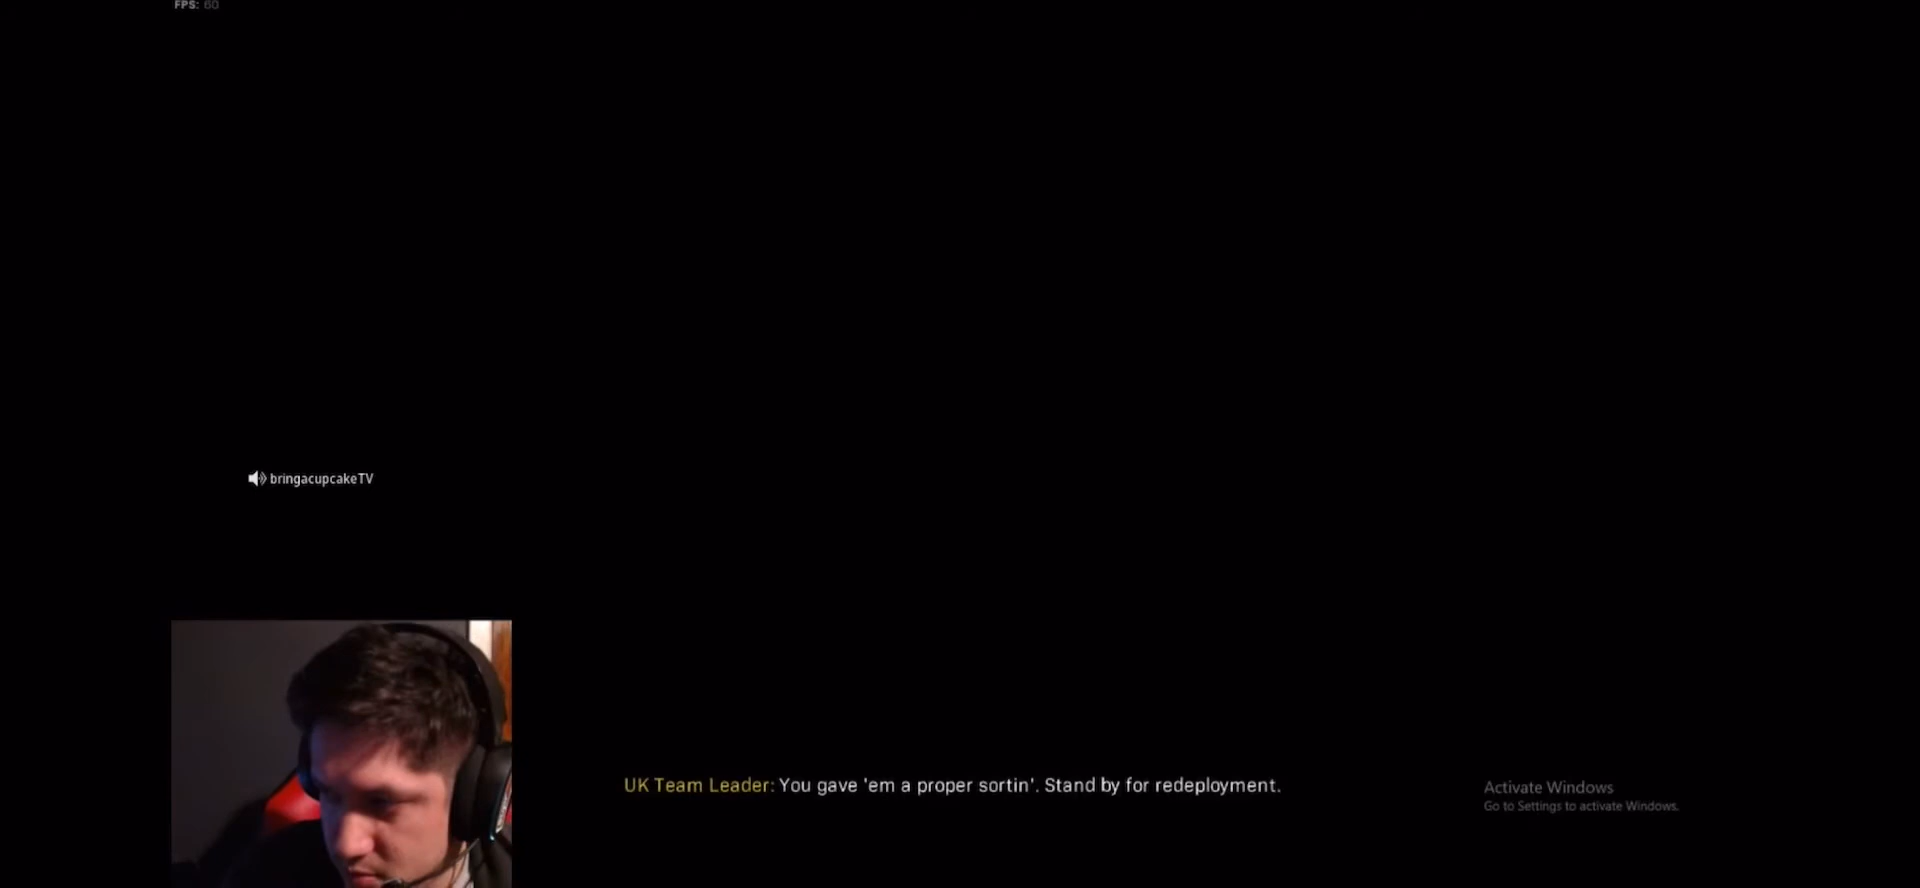 FPS: 60
bringacupcakeTV
UK Team Leader: You gave 'em a proper sortin'. Stand by for redeployment.
Activate Windows
Go to Settings to activate Windows.